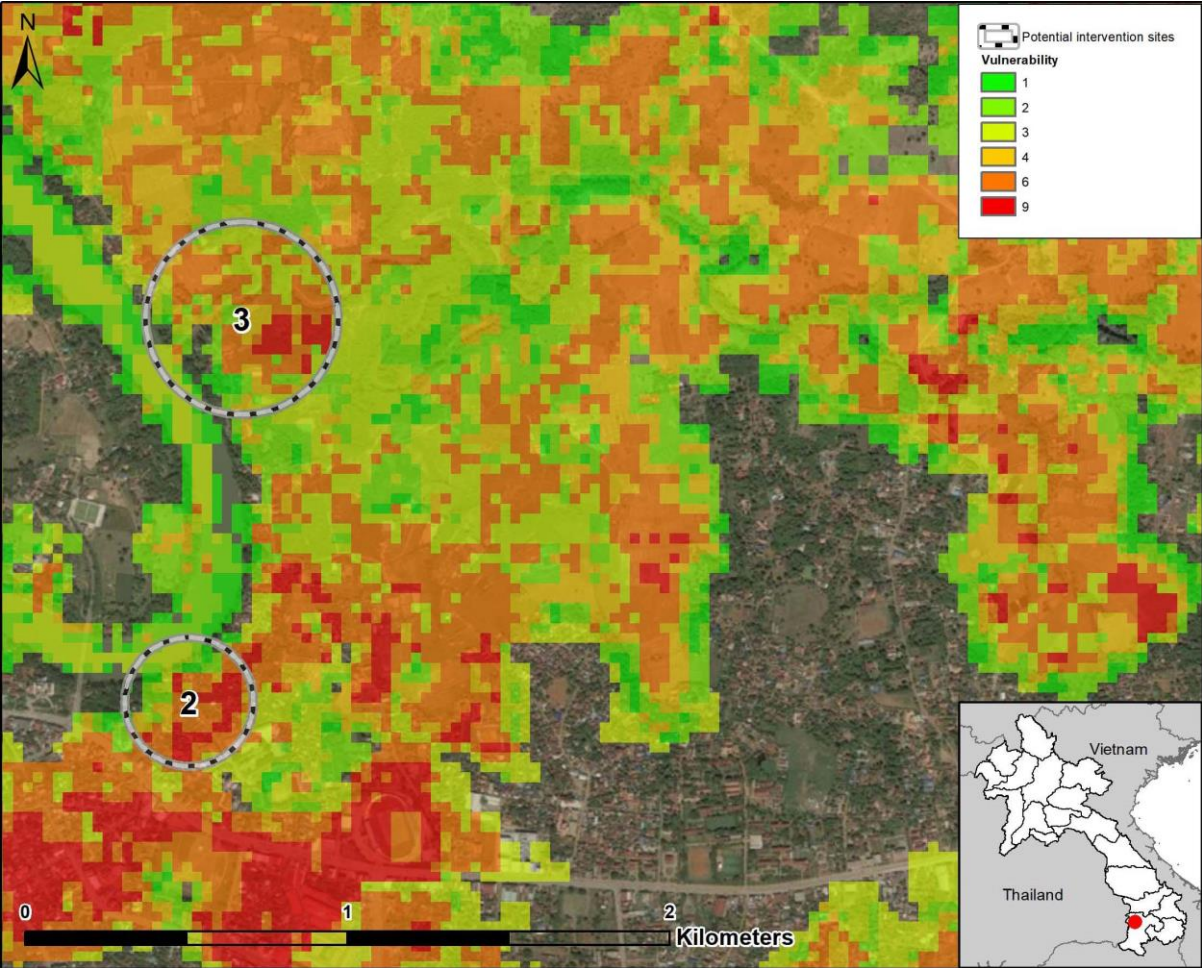 N
Potential intervention sites
Vulnerability
1
2
3
4
6
9
3
2
0 1 2
Kilometers
Vietnam
Thailand